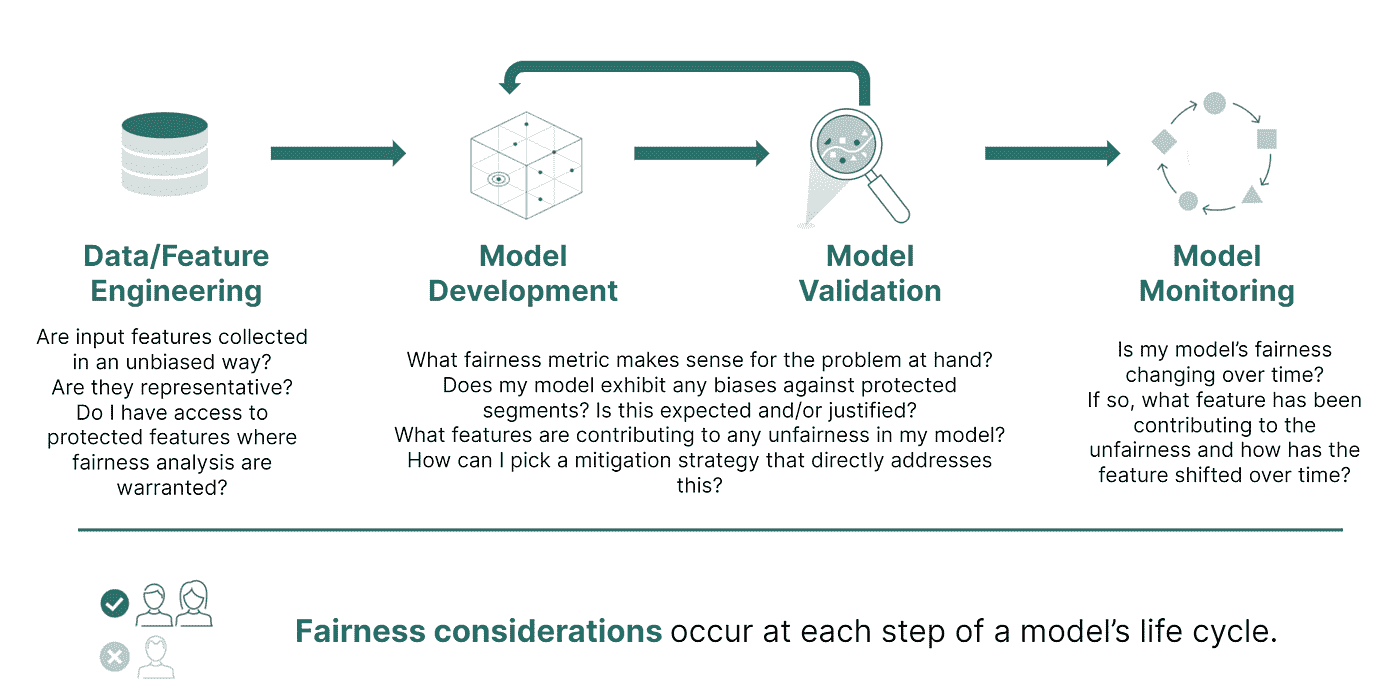 Data/Feature
Engineering
Are input features collected
in an unbiased way?
Are they representative?
Do I have access to
protected features where
fairness analysis are
warranted?
Model
Development
Model
Validation
What fairness metric makes sense for the problem at hand?
Does my model exhibit any biases against protected
segments? Is this expected and/or justified?
What features are contributing to any unfairness in my model?
How can I pick a mitigation strategy that directly addresses
this?
Model
Monitoring
Is my model’s fairness
changing over time?
If so, what feature has been
contributing to the
unfairness and how has the
feature shifted over time?
Fairness considerations occur at each step of a model’s life cycle.